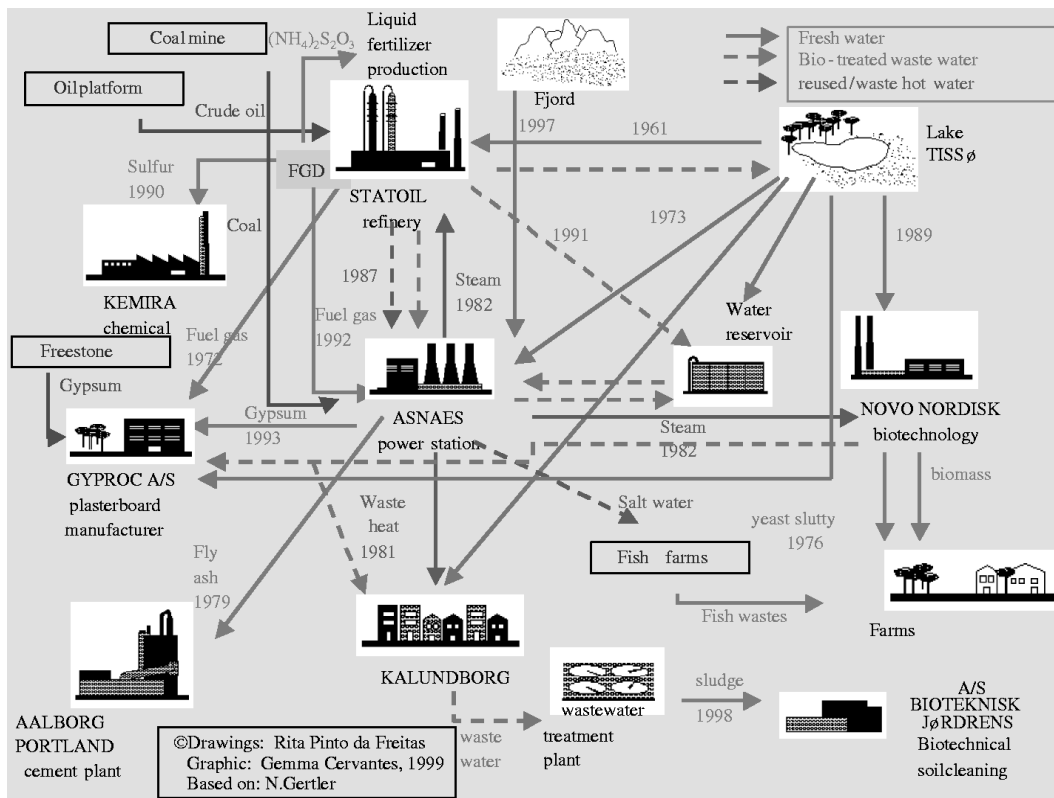 Coal mine
(NH4)2S2O3
Liquid
fertilizer
production
Fjord
Fresh water
Bio-treated waste water
reused/waste hot water
Oil platform
Crude oil
1997
1961
Lake
TISSø
Sulfur
1990
FGD
STATOIL
refinery
1973
Coal
1991
1989
1987
Steam
1982
KEMIRA
chemical
Fuel gas
1992
Water
reservoir
Fuel gas
1972
Freestone
Gypsum
Gypsum
1993
ASNAES
power station
Steam
1982
NOVO NORDISK
biotechnology
GYPROC A/S
plasterboard
manufacturer
Waste
heat
1981
Salt water
biomass
yeast slutty
1976
Fly
ash
1979
Fish farms
Fish wastes
Farms
KALUNDBORG
AALBORG
PORTLAND
cement plant
waste
water
wastewater
treatment
plant
sludge
1998
A/S
BIOTEKNISK
JøRDRENS
Biotechnical
soilcleaning
©Drawings: Rita Pinto da Freitas
Graphic: Gemma Cervantes, 1999
Based on: N.Gertler